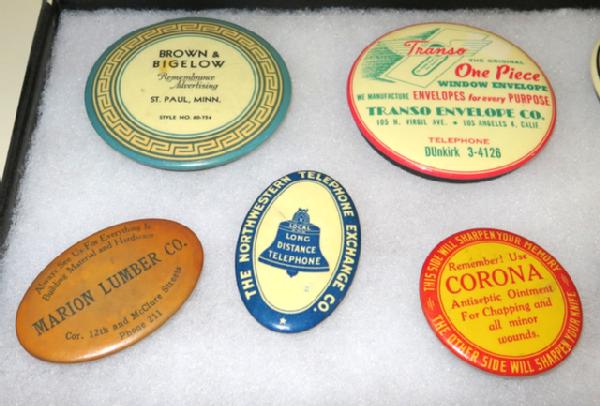 BROWN &
BIGELOW
Remembrance
Advertising
ST. PAUL, MINN.
STYLE NO. 60-754
Transo
THE ORIGINAL
One Piece
WINDOW ENVELOPE
WE MANUFACTURE ENVELOPES for every PURPOSE
TRANSO ENVELOPE CO.
105 N. VIRGIL AVE. • LOS ANGELES 4, CALIF.
TELEPHONE
DUnkirk 3-4126
Always See Us For Everything In
Building Material and Hardware
MARION LUMBER CO.
Cor. 12th and McClure Streets
Phone 211
THE NORTHWESTERN TELEPHONE EXCHANGE CO.
LOCAL
LONG
DISTANCE
TELEPHONE
THIS SIDE WILL SHARPEN YOUR MEMORY
Remember! Use
CORONA
Antiseptic Ointment
For Chapping and
all minor
wounds.
THE OTHER SIDE WILL SHARPEN YOUR KNIFE